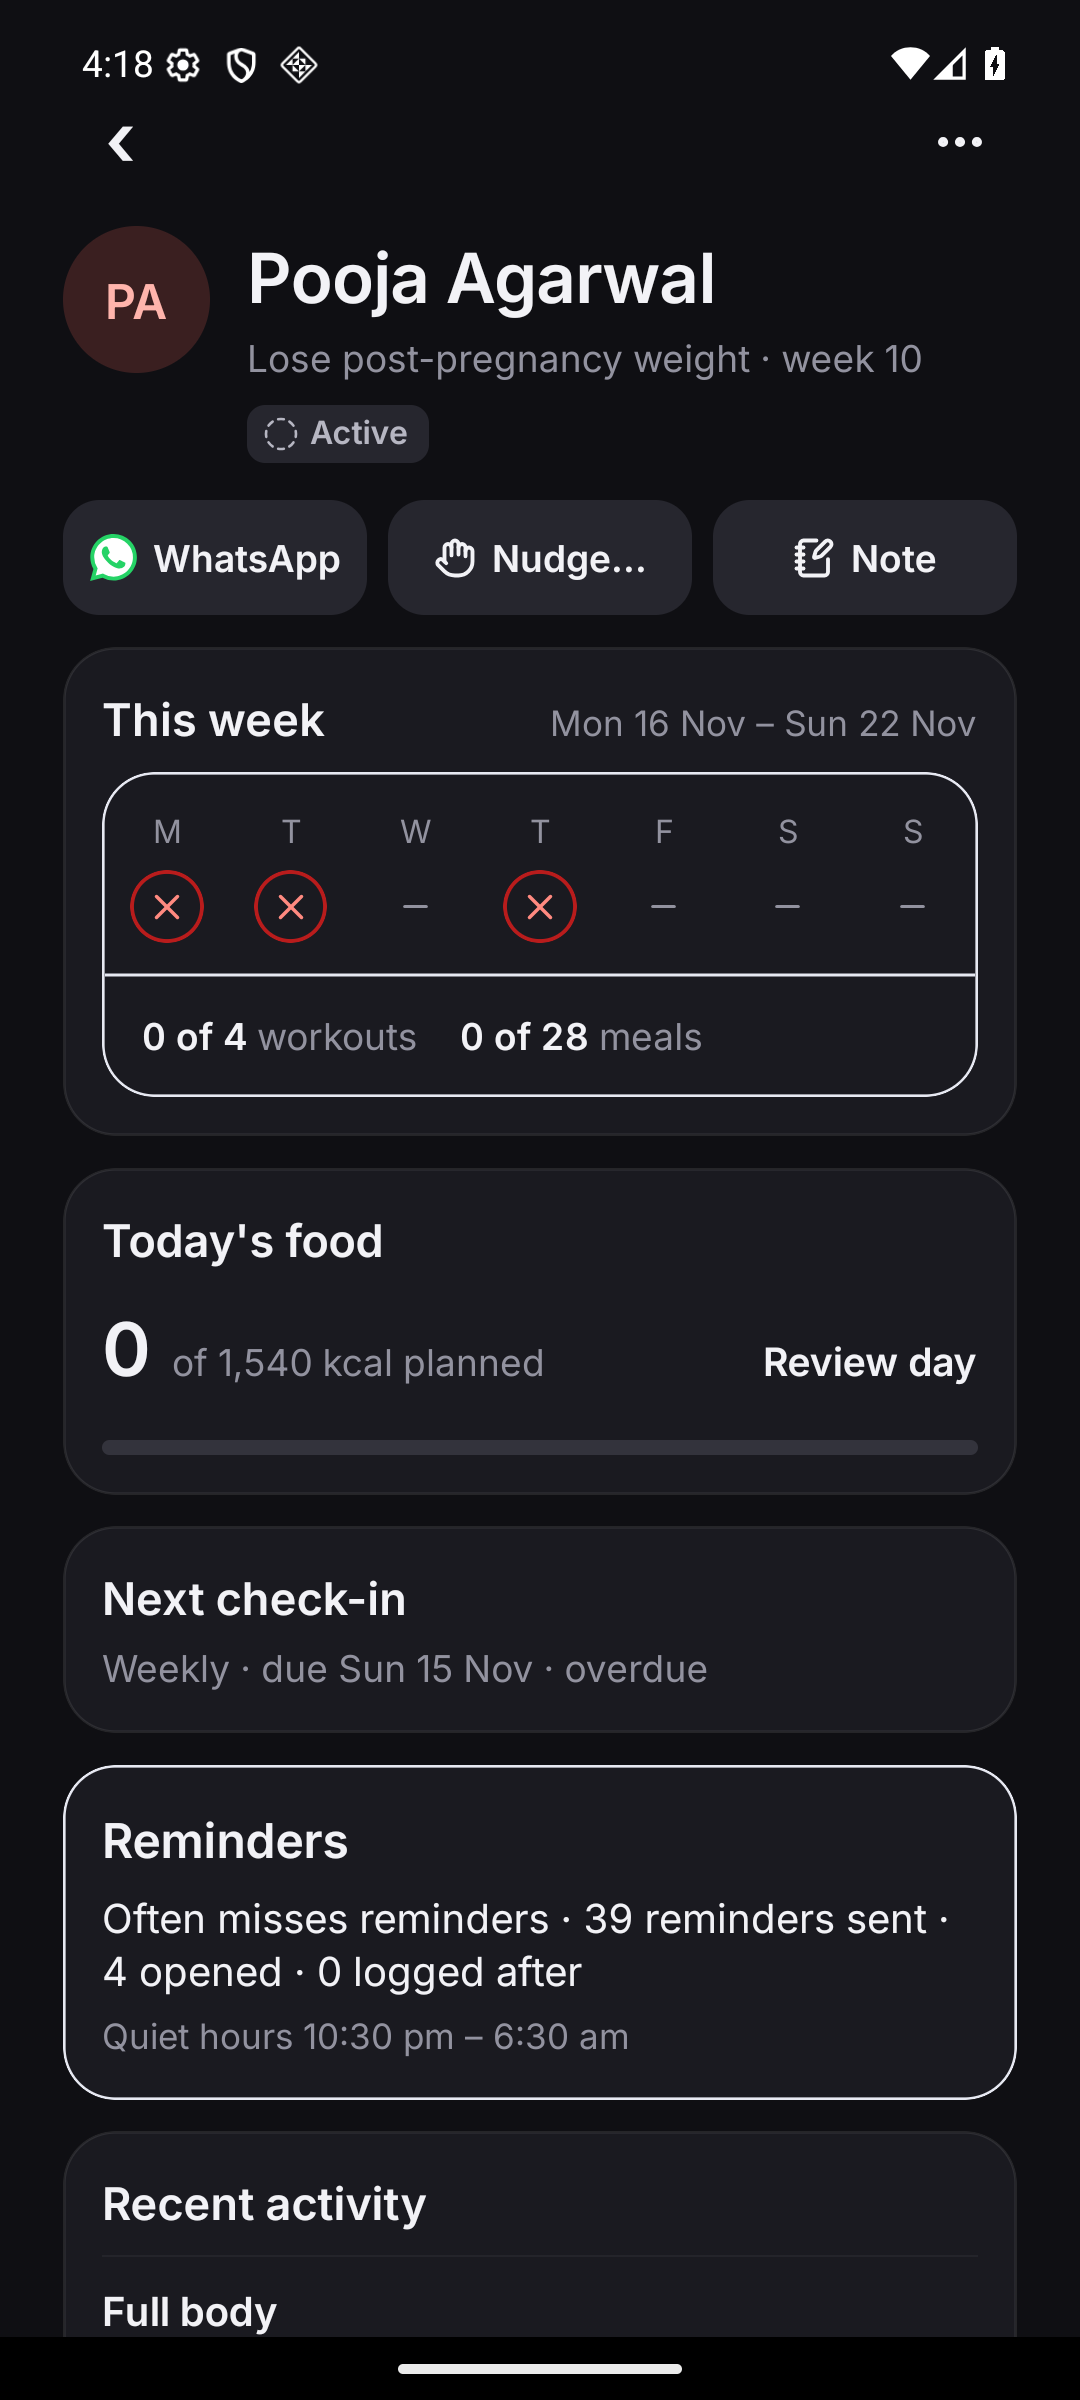 4:18
PA
Pooja Agarwal
Lose post-pregnancy weight · week 10
Active
WhatsApp
Nudge...
Note
This week
Mon 16 Nov – Sun 22 Nov
M T W T F S S
0 of 4 workouts 0 of 28 meals
Today's food
0 of 1,540 kcal planned
Review day
Next check-in
Weekly · due Sun 15 Nov · overdue
Reminders
Often misses reminders · 39 reminders sent ·
4 opened · 0 logged after
Quiet hours 10:30 pm – 6:30 am
Recent activity
Full body